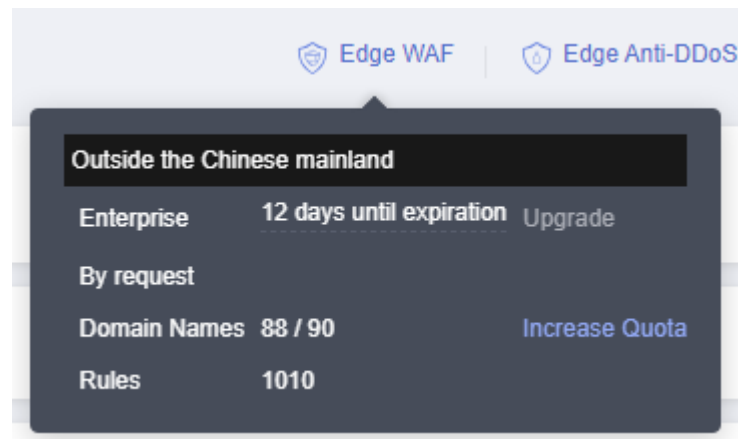 Edge WAF Edge Anti-DDoS
Outside the Chinese mainland
Enterprise 12 days until expiration Upgrade
By request
Domain Names 88 / 90 Increase Quota
Rules 1010